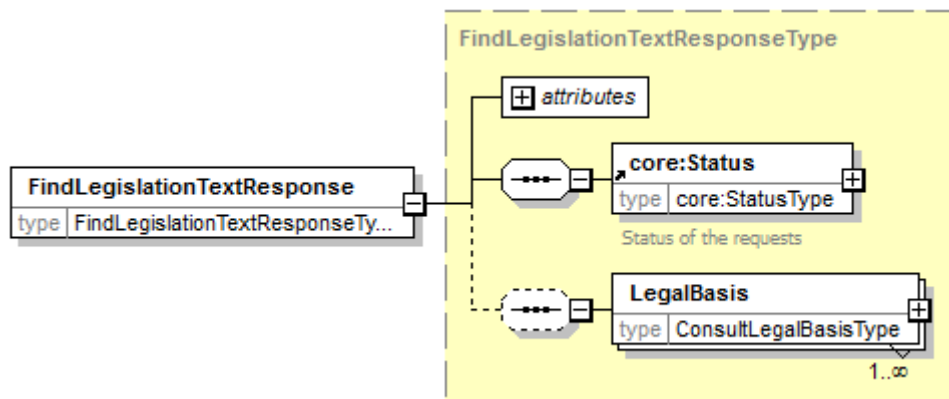 FindLegislationTextResponseType
attributes
core:Status
type core:StatusType
Status of the requests
FindLegislationTextResponse
type FindLegislationTextResponseTy...
LegalBasis
type ConsultLegalBasisType
1..∞